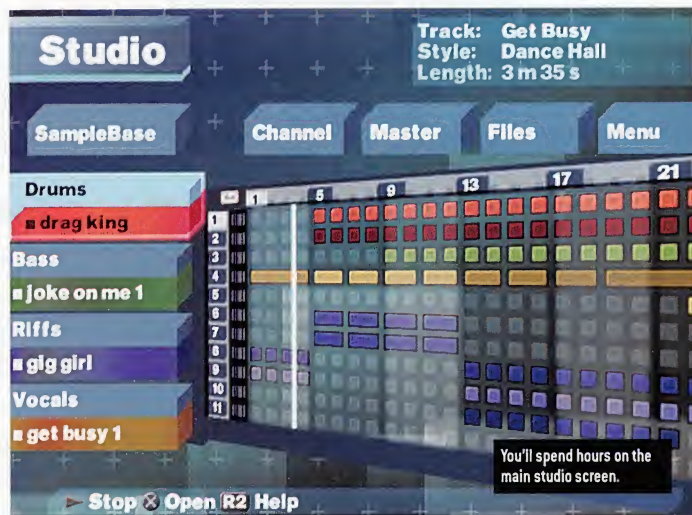 Studio
Track: Get Busy
Style: Dance Hall
Length: 3 m 35 s
SampleBase
Channel
Master
Files
Menu
Drums
drag king
Bass
joke on me 1
Riffs
gig girl
Vocals
get busy 1
1 5 9 13 17 21
1
2
3
4
5
6
7
8
9
10
11
You'll spend hours on the
main studio screen.
Stop Open R2 Help